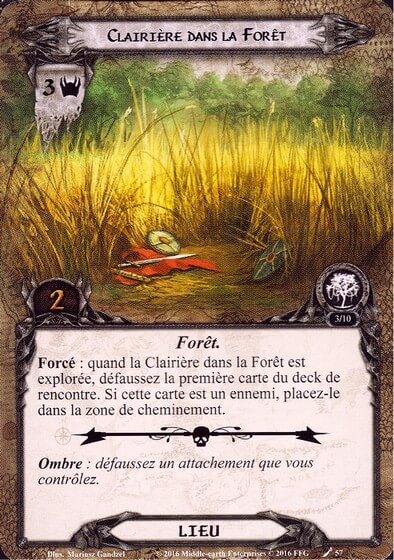 Clairière dans la Forêt
3
2
3/10
Forêt.
Forcé : quand la Clairière dans la Forêt est
explorée, défaussez la première carte du deck de
rencontre. Si cette carte est un ennemi, placez-le
dans la zone de cheminement.
Ombre : défaussez un attachement que vous
contrôlez.
LIEU
Illus. Mariusz Gandzel
2016 Middle-earth Enterprises © 2016 FFG
57